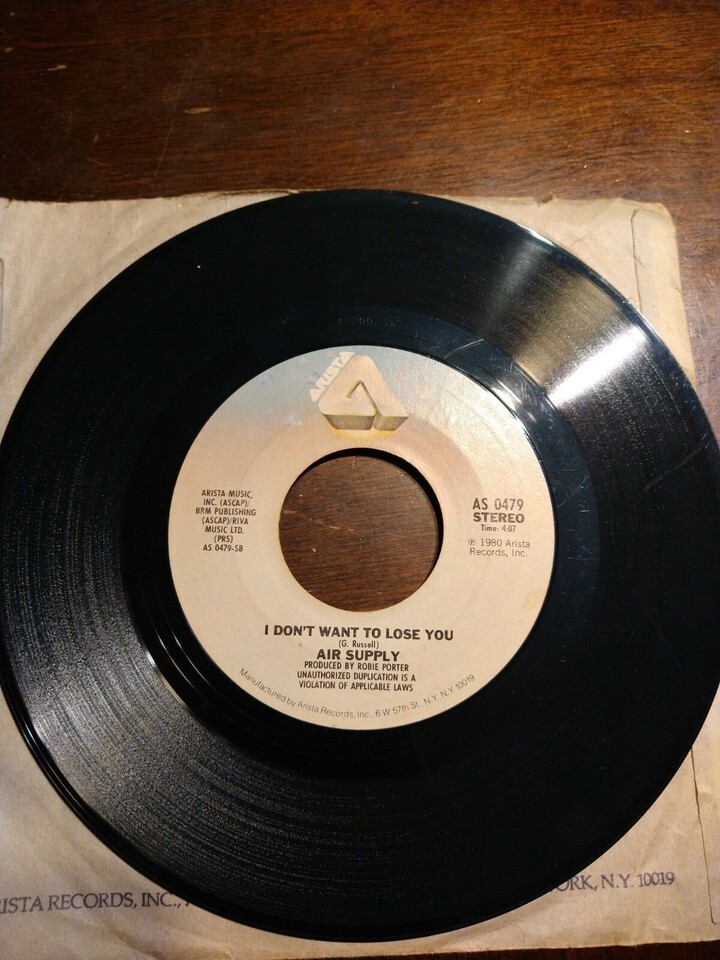 ARISTA
ARISTA MUSIC,
INC. (ASCAP)/
BRM PUBLISHING
(ASCAP)/RIVA
MUSIC LTD.
(PRS)
AS 0479-SB
AS 0479
STEREO
Time: 4:07
℗ 1980 Arista
Records, Inc.
I DON'T WANT TO LOSE YOU
(G. Russell)
AIR SUPPLY
PRODUCED BY ROBIE PORTER
UNAUTHORIZED DUPLICATION IS A
VIOLATION OF APPLICABLE LAWS
Manufactured by Arista Records, Inc., 6 W 57th St., N.Y. N.Y. 10019
ISTA RECORDS, INC.,
ORK, N.Y. 10019